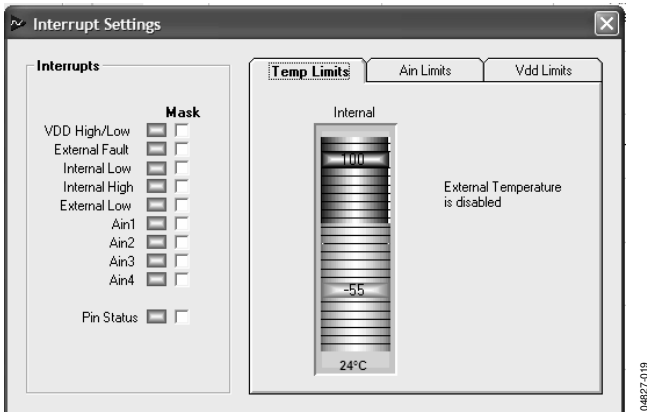 Interrupt Settings
Interrupts
Mask
VDD High/Low
External Fault
Internal Low
Internal High
External Low
Ain1
Ain2
Ain3
Ain4
Pin Status
Temp Limits
Ain Limits
Vdd Limits
Internal
100
-55
24°C
External Temperature
is disabled
04827-019